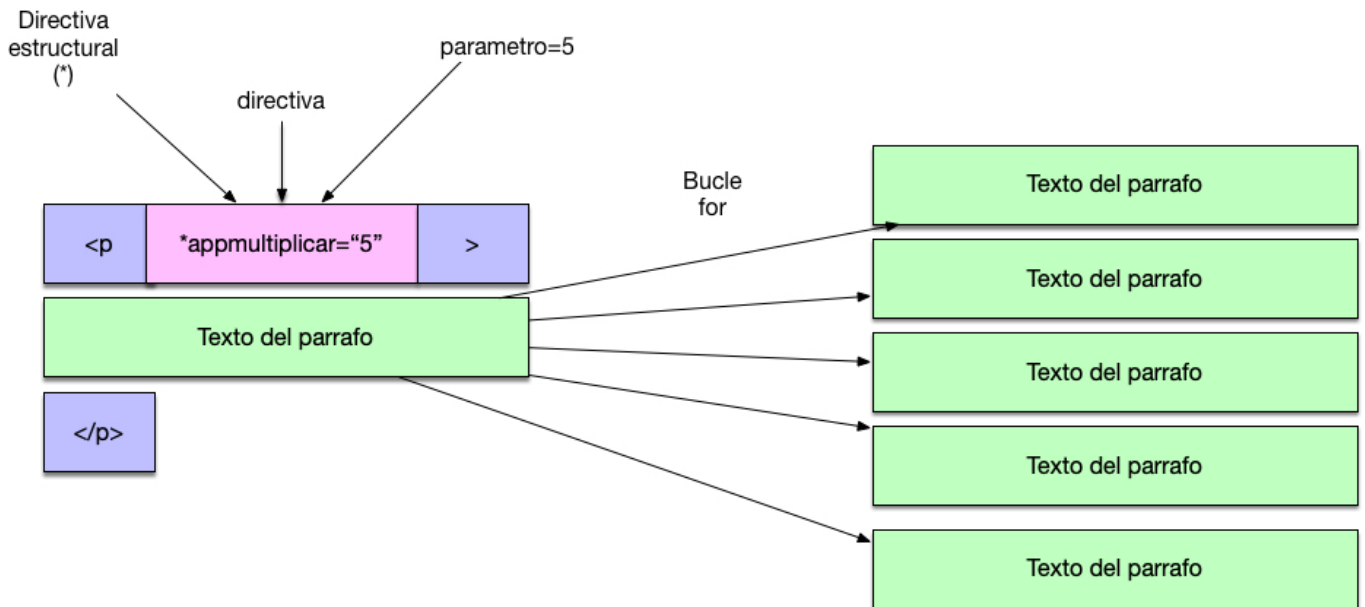 Directiva
estructural
(*)
parametro=5
directiva
Bucle
for
<p
*appmultiplicar=“5”
>
Texto del parrafo
</p>
Texto del parrafo
Texto del parrafo
Texto del parrafo
Texto del parrafo
Texto del parrafo